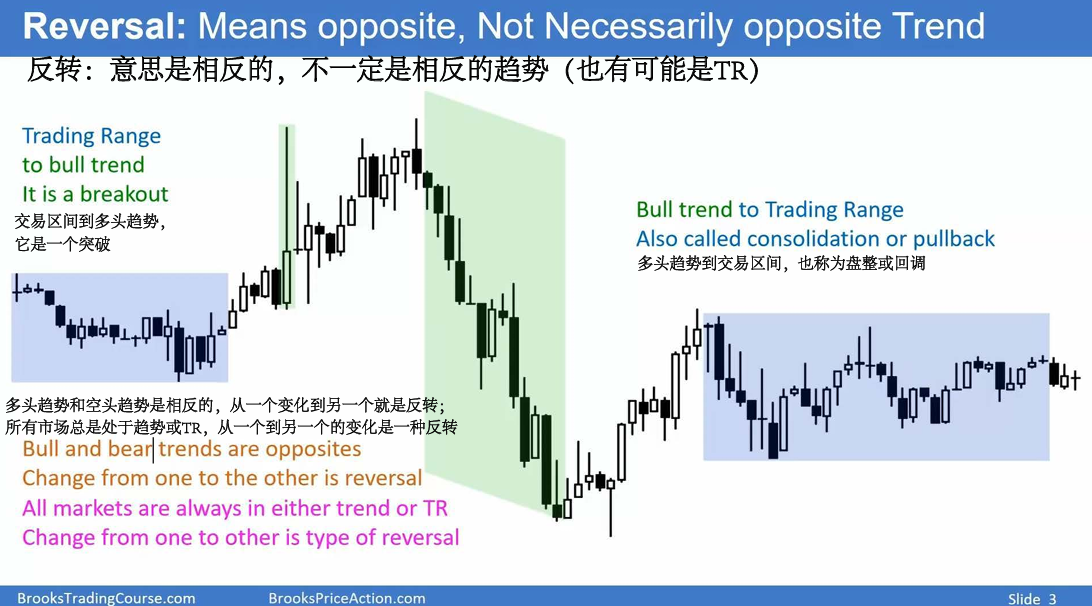 Reversal: Means opposite, Not Necessarily opposite Trend
反转：意思是相反的，不一定是相反的趋势（也有可能是TR）
Trading Range
to bull trend
It is a breakout
交易区间到多头趋势，
它是一个突破
Bull trend to Trading Range
Also called consolidation or pullback
多头趋势到交易区间，也称为盘整或回调
多头趋势和空头趋势是相反的，从一个变化到另一个就是反转；
所有市场总是处于趋势或TR，从一个到另一个的变化是一种反转
Bull and bear trends are opposites
Change from one to the other is reversal
All markets are always in either trend or TR
Change from one to other is type of reversal
BrooksTradingCourse.com
BrooksPriceAction.com
Slide 3